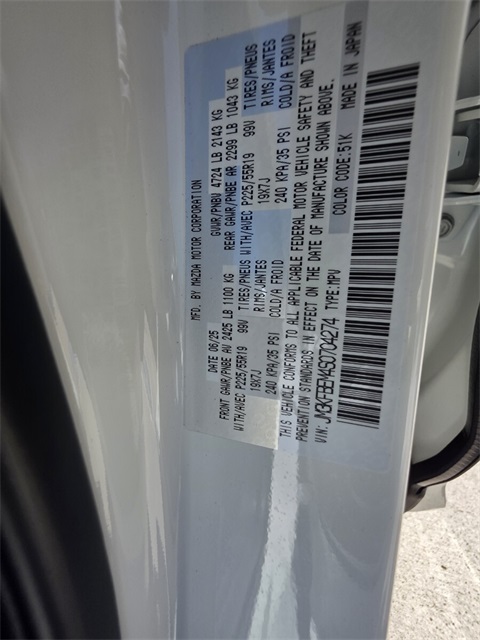 MFD. BY MAZDA MOTOR CORPORATION
DATE 06/25 GVWR/PNBV 4724 LB 2143 KG
FRONT GAWR/PNBE AV 2425 LB 1100 KG REAR GAWR/PNBE AR 2299 LB 1043 KG
WITH/AVEC P225/55R19 99V TIRES/PNEUS WITH/AVEC P225/55R19 99V TIRES/PNEUS
19X7J RIMS/JANTES 19X7J RIMS/JANTES
240 KPA/35 PSI COLD/A FROID 240 KPA/35 PSI COLD/A FROID
THIS VEHICLE CONFORMS TO ALL APPLICABLE FEDERAL MOTOR VEHICLE SAFETY AND THEFT
PREVENTION STANDARDS IN EFFECT ON THE DATE OF MANUFACTURE SHOWN ABOVE.
VIN: JM3KFBEMAS0704274 TYPE:MPV COLOR CODE:51K MADE IN JAPAN